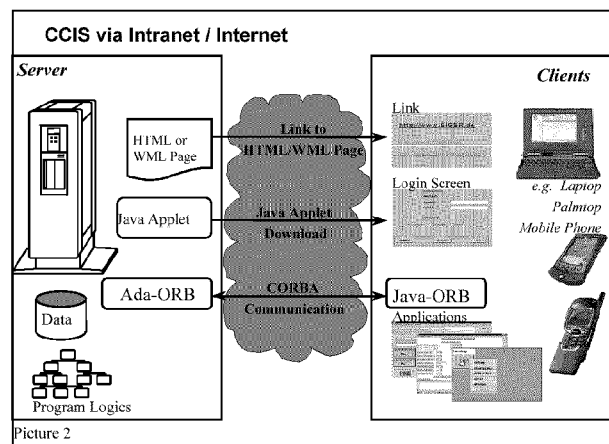 CCIS via Intranet / Internet
Server
Clients
HTML or
WML Page
Link to
HTML/WML Page
Link
Java Applet
Java Applet
Download
Login Screen
e.g. Laptop
Palmtop
Mobile Phone
Ada-ORB
CORBA
Communication
Java-ORB
Data
Applications
Program Logics
Picture 2